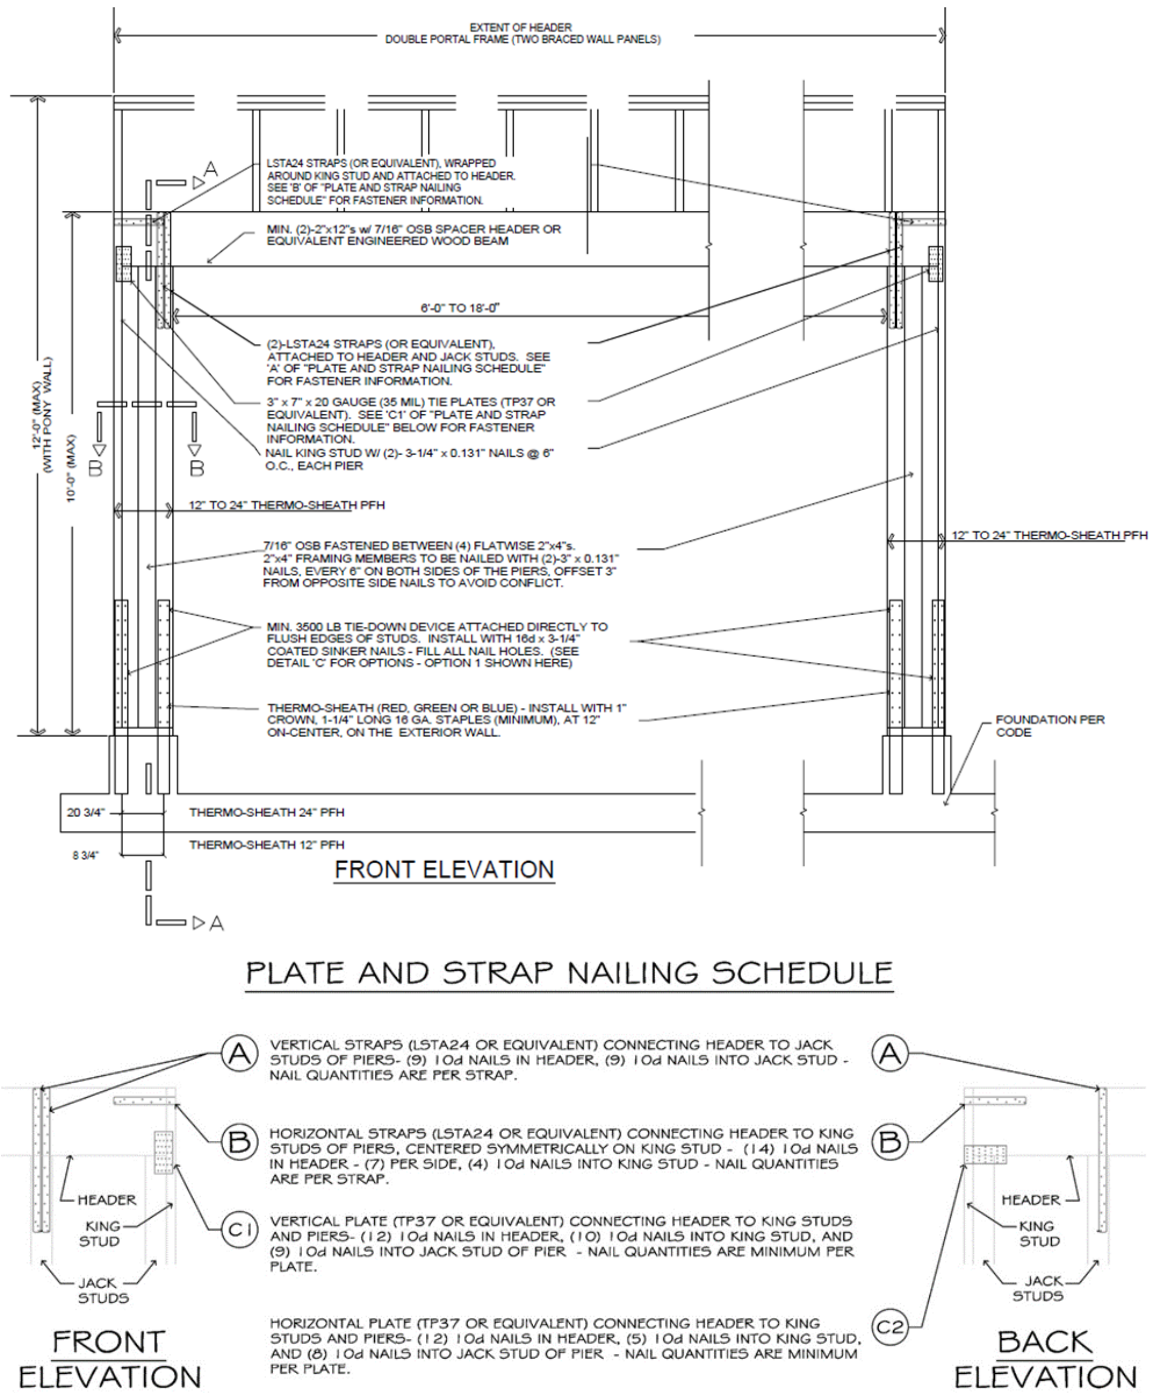 EXTENT OF HEADER
DOUBLE PORTAL FRAME (TWO BRACED WALL PANELS)
A
LSTA24 STRAPS (OR EQUIVALENT), WRAPPED
AROUND KING STUD AND ATTACHED TO HEADER.
SEE 'B' OF "PLATE AND STRAP NAILING
SCHEDULE" FOR FASTENER INFORMATION.
MIN. (2)-2"x12"s w/ 7/16" OSB SPACER HEADER OR
EQUIVALENT ENGINEERED WOOD BEAM
6'-0" TO 18'-0"
(2)-LSTA24 STRAPS (OR EQUIVALENT),
ATTACHED TO HEADER AND JACK STUDS. SEE
'A' OF "PLATE AND STRAP NAILING SCHEDULE"
FOR FASTENER INFORMATION.
12'-0" (MAX)
(WITH PONY WALL)
10'-0" (MAX)
3" x 7" x 20 GAUGE (35 MIL) TIE PLATES (TP37 OR
EQUIVALENT). SEE 'C1' OF "PLATE AND STRAP
NAILING SCHEDULE" BELOW FOR FASTENER
INFORMATION.
B
B
NAIL KING STUD W/ (2)- 3-1/4" x 0.131" NAILS @ 6"
O.C., EACH PIER
12" TO 24" THERMO-SHEATH PFH
12" TO 24" THERMO-SHEATH PFH
7/16" OSB FASTENED BETWEEN (4) FLATWISE 2"x4"s.
2"x4" FRAMING MEMBERS TO BE NAILED WITH (2)-3" x 0.131"
NAILS, EVERY 6" ON BOTH SIDES OF THE PIERS, OFFSET 3"
FROM OPPOSITE SIDE NAILS TO AVOID CONFLICT.
MIN. 3500 LB TIE-DOWN DEVICE ATTACHED DIRECTLY TO
FLUSH EDGES OF STUDS. INSTALL WITH 16d x 3-1/4"
COATED SINKER NAILS - FILL ALL NAIL HOLES. (SEE
DETAIL 'C' FOR OPTIONS - OPTION 1 SHOWN HERE)
THERMO-SHEATH (RED, GREEN OR BLUE) - INSTALL WITH 1"
CROWN, 1-1/4" LONG 16 GA. STAPLES (MINIMUM), AT 12"
ON-CENTER, ON THE EXTERIOR WALL.
FOUNDATION PER
CODE
20 3/4"
THERMO-SHEATH 24" PFH
8 3/4"
THERMO-SHEATH 12" PFH
FRONT ELEVATION
A
PLATE AND STRAP NAILING SCHEDULE
A
VERTICAL STRAPS (LSTA24 OR EQUIVALENT) CONNECTING HEADER TO JACK
STUDS OF PIERS- (9) 10d NAILS IN HEADER, (9) 10d NAILS INTO JACK STUD -
NAIL QUANTITIES ARE PER STRAP.
A
B
HORIZONTAL STRAPS (LSTA24 OR EQUIVALENT) CONNECTING HEADER TO KING
STUDS OF PIERS, CENTERED SYMMETRICALLY ON KING STUD - (14) 10d NAILS
IN HEADER - (7) PER SIDE, (4) 10d NAILS INTO KING STUD - NAIL QUANTITIES
ARE PER STRAP.
B
HEADER
KING
STUD
JACK
STUDS
C1
VERTICAL PLATE (TP37 OR EQUIVALENT) CONNECTING HEADER TO KING STUDS
AND PIERS- (12) 10d NAILS IN HEADER, (10) 10d NAILS INTO KING STUD, AND
(9) 10d NAILS INTO JACK STUD OF PIER - NAIL QUANTITIES ARE MINIMUM PER
PLATE.
HEADER
KING
STUD
JACK
STUDS
HORIZONTAL PLATE (TP37 OR EQUIVALENT) CONNECTING HEADER TO KING
STUDS AND PIERS- (12) 10d NAILS IN HEADER, (5) 10d NAILS INTO KING STUD,
AND (8) 10d NAILS INTO JACK STUD OF PIER - NAIL QUANTITIES ARE MINIMUM
PER PLATE.
C2
FRONT
ELEVATION
BACK
ELEVATION